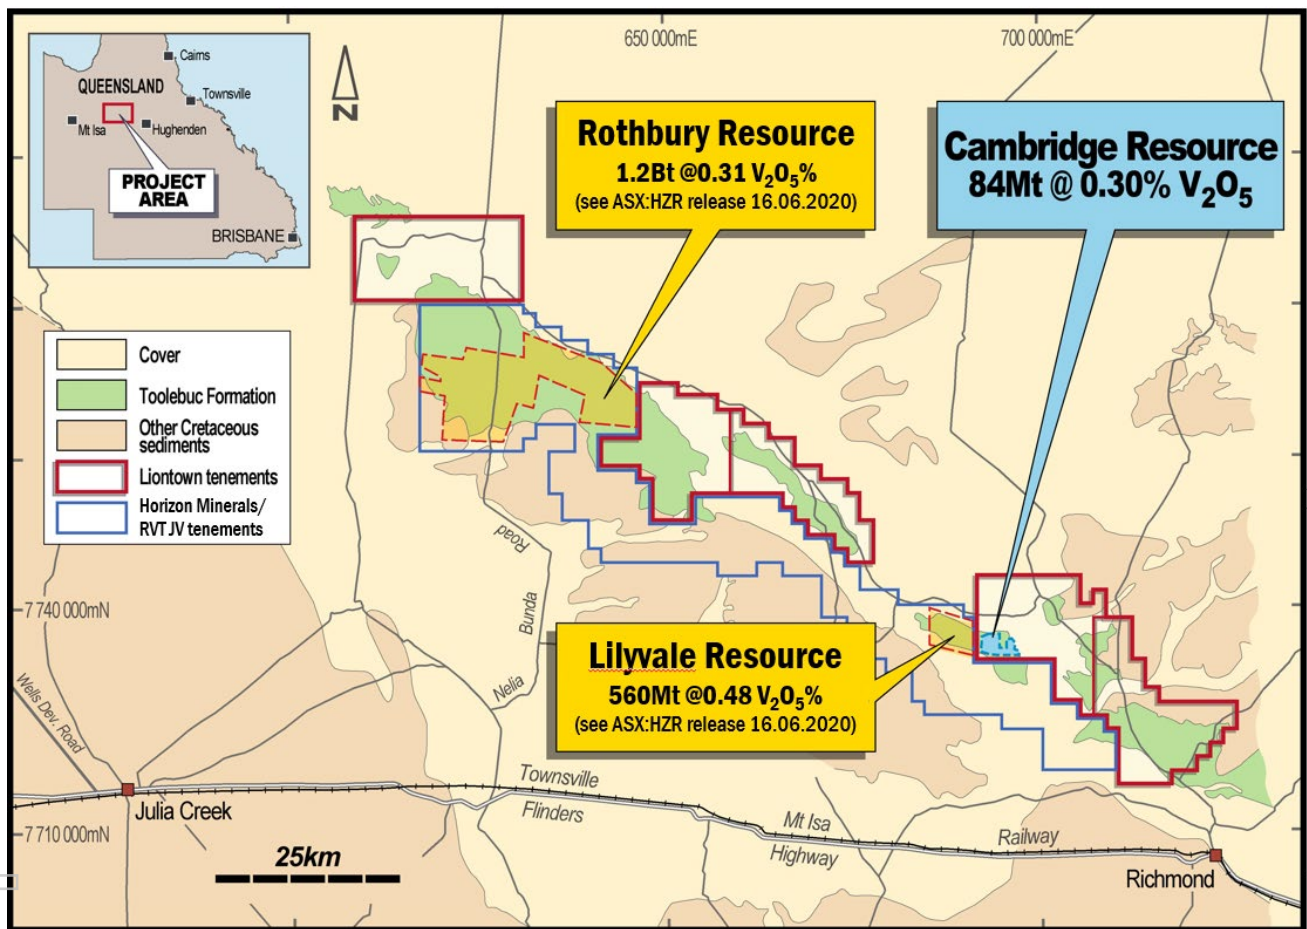 650 000mE
700 000mE
Cairns
QUEENSLAND
Townsville
Mt Isa
Hughenden
PROJECT
AREA
BRISBANE
N
Rothbury Resource
1.2Bt @0.31 V₂O₅%
(see ASX:HZR release 16.06.2020)
Cambridge Resource
84Mt @ 0.30% V₂O₅
Cover
Toolebuc Formation
Other Cretaceous
sediments
Liontown tenements
Horizon Minerals/
RVT JV tenements
7 740 000mN
Road
Bunda
Nelia
Wells Dev. Road
Lilyvale Resource
560Mt @0.48 V₂O₅%
(see ASX:HZR release 16.06.2020)
Julia Creek
Townsville
Flinders
Mt Isa
Highway
Railway
7 710 000mN
25km
Richmond